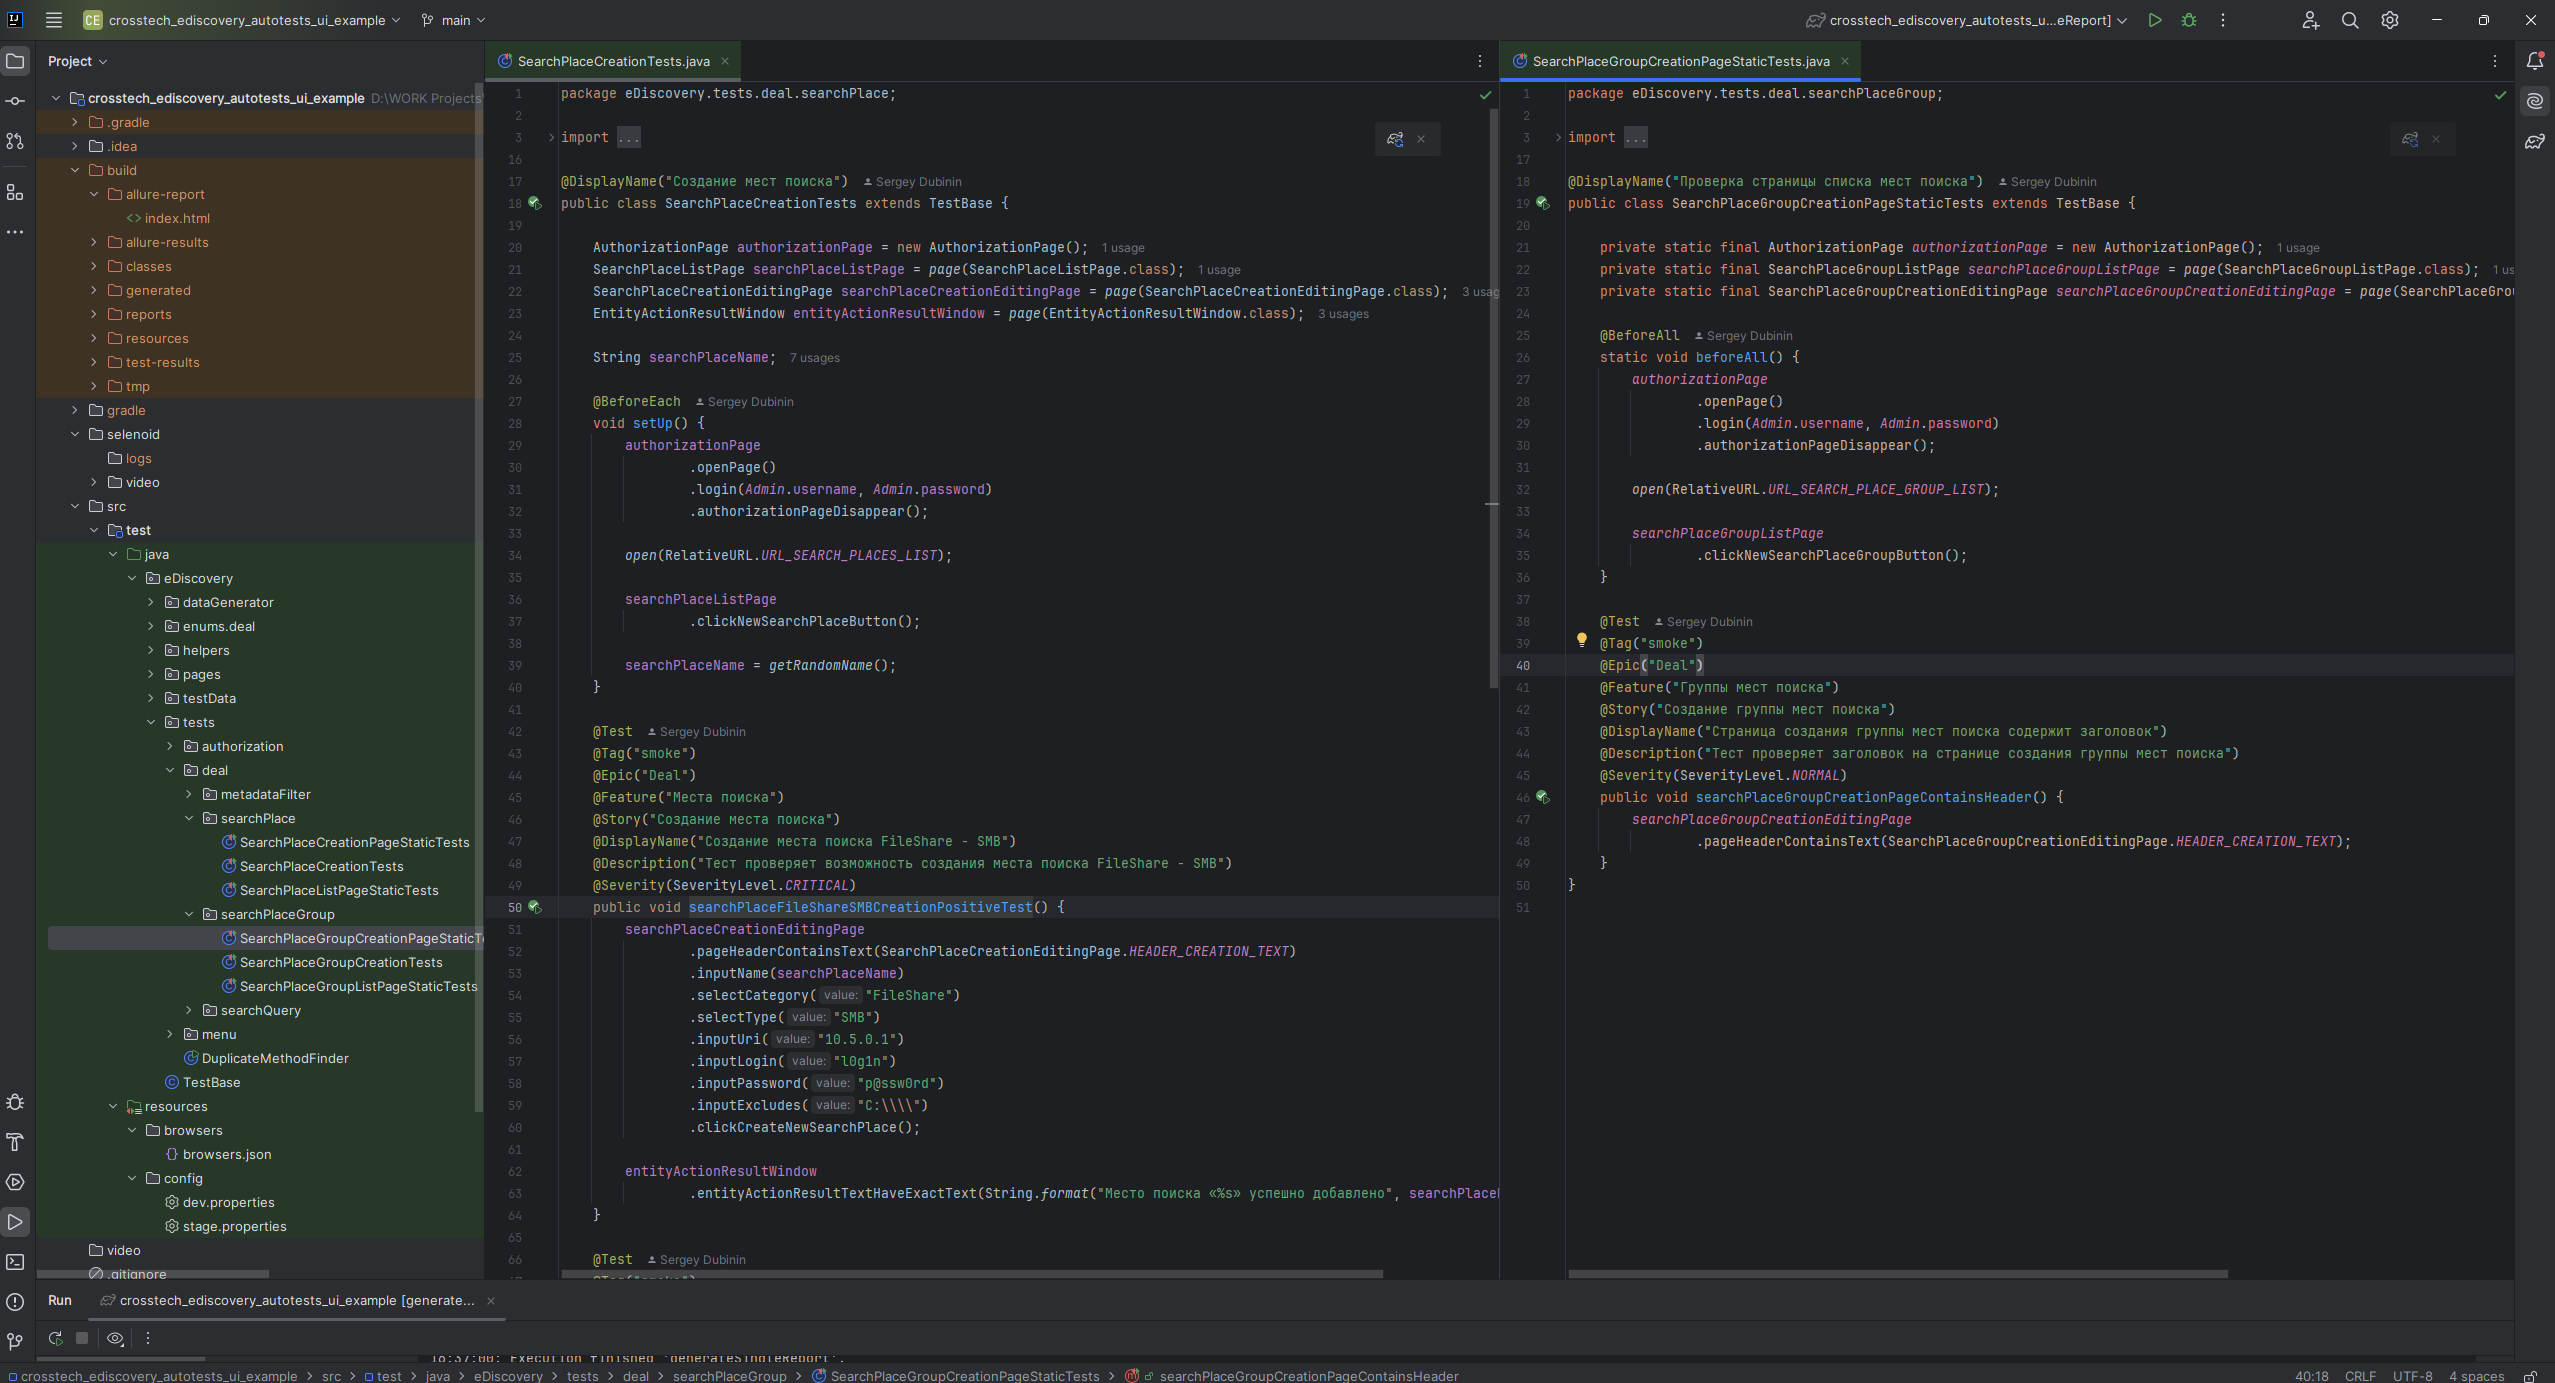 CE crosstech_ediscovery_autotests_ui_example main crosstech_ediscovery_autotests_u...eReport]
Project
crosstech_ediscovery_autotests_ui_example D:\WORK Projects\
.gradle
.idea
build
allure-report
index.html
allure-results
classes
generated
reports
resources
test-results
tmp
gradle
selenoid
logs
video
src
test
java
eDiscovery
dataGenerator
enums.deal
helpers
pages
testData
tests
authorization
deal
metadataFilter
searchPlace
SearchPlaceCreationPageStaticTests
SearchPlaceCreationTests
SearchPlaceListPageStaticTests
searchPlaceGroup
SearchPlaceGroupCreationPageStaticTe
SearchPlaceGroupCreationTests
SearchPlaceGroupListPageStaticTests
searchQuery
menu
DuplicateMethodFinder
TestBase
resources
browsers
browsers.json
config
dev.properties
stage.properties
video
.gitignore
SearchPlaceCreationTests.java
1 package eDiscovery.tests.deal.searchPlace;
2
3 import ...
16
17 @DisplayName("Создание мест поиска") Sergey Dubinin
18 public class SearchPlaceCreationTests extends TestBase {
19
20 AuthorizationPage authorizationPage = new AuthorizationPage(); 1 usage
21 SearchPlaceListPage searchPlaceListPage = page(SearchPlaceListPage.class); 1 usage
22 SearchPlaceCreationEditingPage searchPlaceCreationEditingPage = page(SearchPlaceCreationEditingPage.class); 3 usag
23 EntityActionResultWindow entityActionResultWindow = page(EntityActionResultWindow.class); 3 usages
24
25 String searchPlaceName; 7 usages
26
27 @BeforeEach Sergey Dubinin
28 void setUp() {
29 authorizationPage
30 .openPage()
31 .login(Admin.username, Admin.password)
32 .authorizationPageDisappear();
33
34 open(RelativeURL.URL_SEARCH_PLACES_LIST);
35
36 searchPlaceListPage
37 .clickNewSearchPlaceButton();
38
39 searchPlaceName = getRandomName();
40 }
41
42 @Test Sergey Dubinin
43 @Tag("smoke")
44 @Epic("Deal")
45 @Feature("Места поиска")
46 @Story("Создание места поиска")
47 @DisplayName("Создание места поиска FileShare - SMB")
48 @Description("Тест проверяет возможность создания места поиска FileShare - SMB")
49 @Severity(SeverityLevel.CRITICAL)
50 public void searchPlaceFileShareSMBCreationPositiveTest() {
51 searchPlaceCreationEditingPage
52 .pageHeaderContainsText(SearchPlaceCreationEditingPage.HEADER_CREATION_TEXT)
53 .inputName(searchPlaceName)
54 .selectCategory( value: "FileShare")
55 .selectType( value: "SMB")
56 .inputUri( value: "10.5.0.1")
57 .inputLogin( value: "l0g1n")
58 .inputPassword( value: "p@ssw0rd")
59 .inputExcludes( value: "C:\\\\")
60 .clickCreateNewSearchPlace();
61
62 entityActionResultWindow
63 .entityActionResultTextHaveExactText(String.format("Место поиска «%s» успешно добавлено", searchPlace
64 }
65
66 @Test Sergey Dubinin
@Tag("smoke")
SearchPlaceGroupCreationPageStaticTests.java
1 package eDiscovery.tests.deal.searchPlaceGroup;
2
3 import ...
17
18 @DisplayName("Проверка страницы списка мест поиска") Sergey Dubinin
19 public class SearchPlaceGroupCreationPageStaticTests extends TestBase {
20
21 private static final AuthorizationPage authorizationPage = new AuthorizationPage(); 1 usage
22 private static final SearchPlaceGroupListPage searchPlaceGroupListPage = page(SearchPlaceGroupListPage.class); 1 us
23 private static final SearchPlaceGroupCreationEditingPage searchPlaceGroupCreationEditingPage = page(SearchPlaceGrou
24
25 @BeforeAll Sergey Dubinin
26 static void beforeAll() {
27 authorizationPage
28 .openPage()
29 .login(Admin.username, Admin.password)
30 .authorizationPageDisappear();
31
32 open(RelativeURL.URL_SEARCH_PLACE_GROUP_LIST);
33
34 searchPlaceGroupListPage
35 .clickNewSearchPlaceGroupButton();
36 }
37
38 @Test Sergey Dubinin
39 @Tag("smoke")
40 @Epic("Deal")
41 @Feature("Группы мест поиска")
42 @Story("Создание группы мест поиска")
43 @DisplayName("Страница создания группы мест поиска содержит заголовок")
44 @Description("Тест проверяет заголовок на странице создания группы мест поиска")
45 @Severity(SeverityLevel.NORMAL)
46 public void searchPlaceGroupCreationPageContainsHeader() {
47 searchPlaceGroupCreationEditingPage
48 .pageHeaderContainsText(SearchPlaceGroupCreationEditingPage.HEADER_CREATION_TEXT);
49 }
50 }
51
Run crosstech_ediscovery_autotests_ui_example [generate...
16:37:00: Execution finished 'generateSingleReport'.
crosstech_ediscovery_autotests_ui_example > src > test > java > eDiscovery > tests > deal > searchPlaceGroup > SearchPlaceGroupCreationPageStaticTests > searchPlaceGroupCreationPageContainsHeader 40:18 CRLF UTF-8 4 spaces